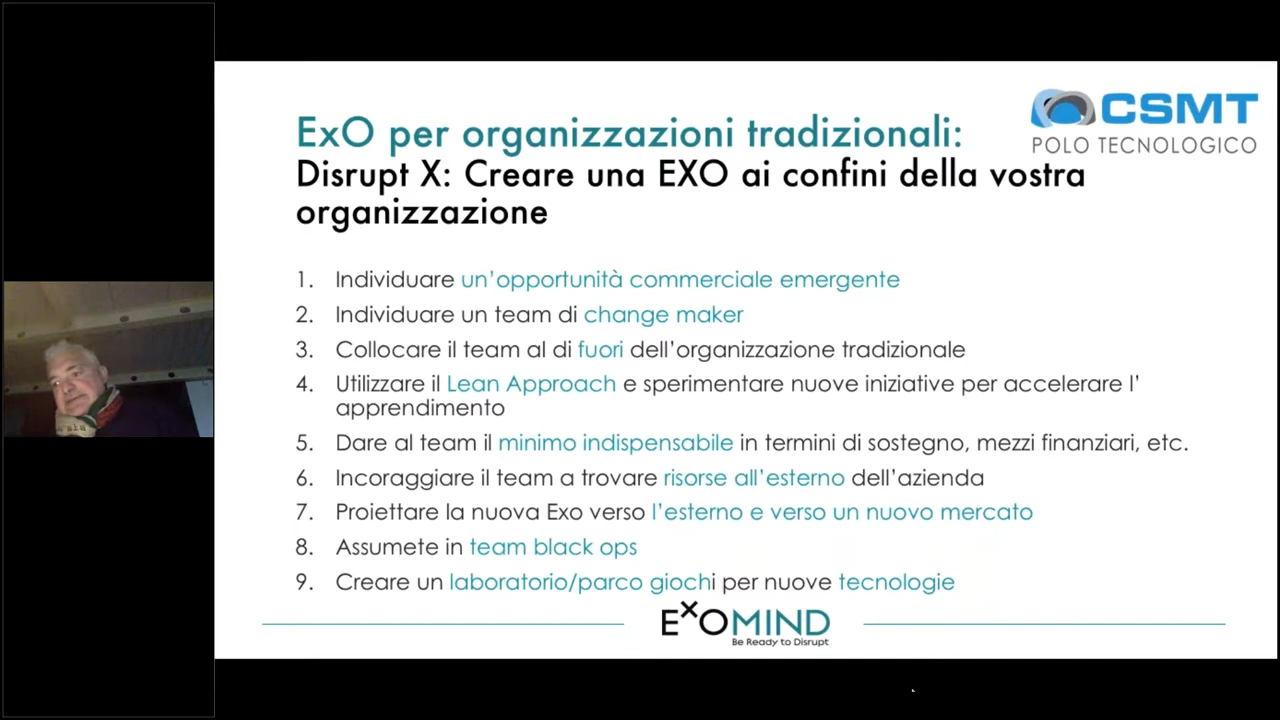 CSMT
POLO TECNOLOGICO
ExO per organizzazioni tradizionali:
Disrupt X: Creare una EXO ai confini della vostra
organizzazione
1. Individuare un’opportunità commerciale emergente
2. Individuare un team di change maker
3. Collocare il team al di fuori dell’organizzazione tradizionale
4. Utilizzare il Lean Approach e sperimentare nuove iniziative per accelerare l’
apprendimento
5. Dare al team il minimo indispensabile in termini di sostegno, mezzi finanziari, etc.
6. Incoraggiare il team a trovare risorse all’esterno dell’azienda
7. Proiettare la nuova Exo verso l’esterno e verso un nuovo mercato
8. Assumete in team black ops
9. Creare un laboratorio/parco giochi per nuove tecnologie
ExOMIND
Be Ready to Disrupt